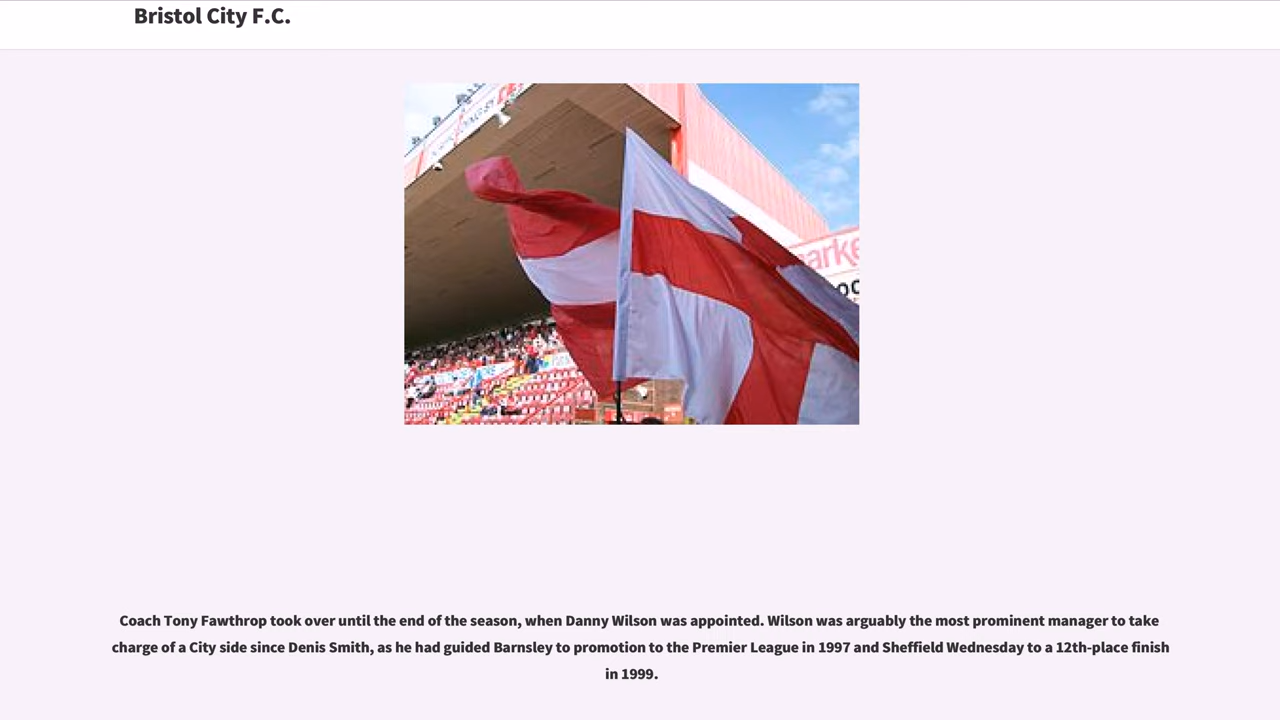 Bristol City F.C.
Coach Tony Fawthrop took over until the end of the season, when Danny Wilson was appointed. Wilson was arguably the most prominent manager to take
charge of a City side since Denis Smith, as he had guided Barnsley to promotion to the Premier League in 1997 and Sheffield Wednesday to a 12th-place finish
in 1999.